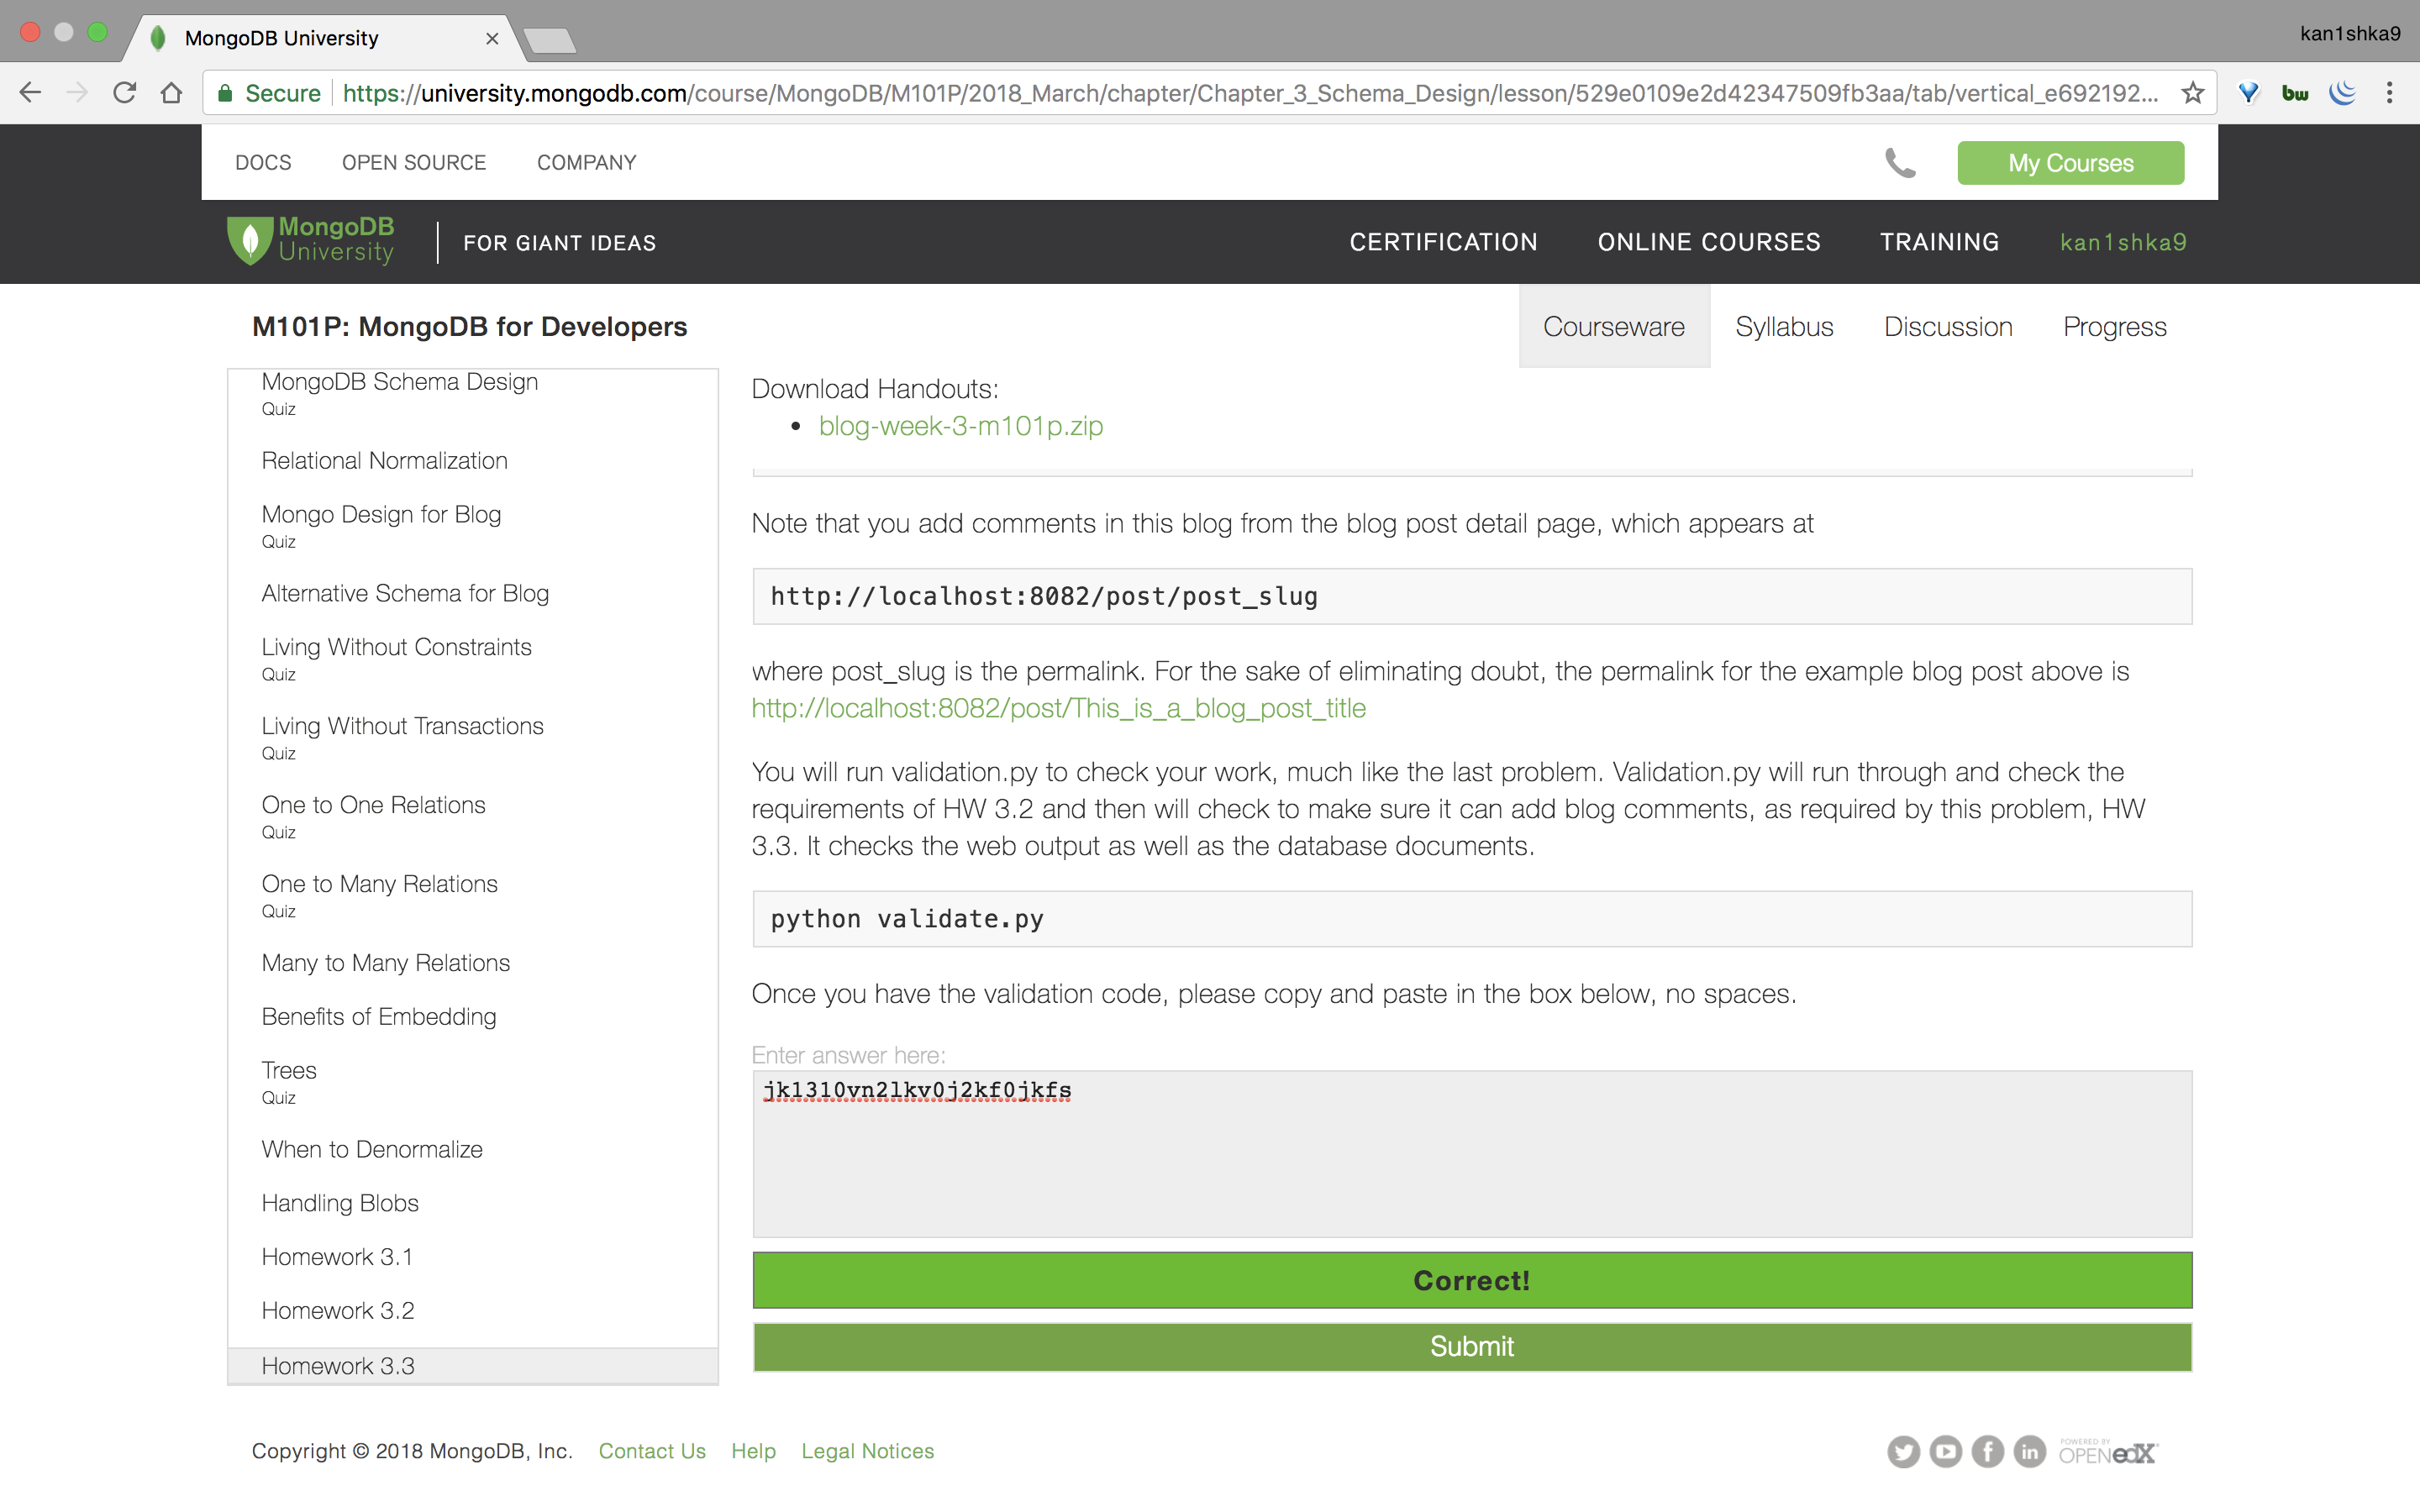 MongoDB University
kan1shka9
Secure
https://university.mongodb.com/course/MongoDB/M101P/2018_March/chapter/Chapter_3_Schema_Design/lesson/529e0109e2d42347509fb3aa/tab/vertical_e692192...
bw
DOCS OPEN SOURCE COMPANY
My Courses
MongoDB University
FOR GIANT IDEAS
CERTIFICATION ONLINE COURSES TRAINING kan1shka9
M101P: MongoDB for Developers
Courseware Syllabus Discussion Progress
MongoDB Schema Design
Quiz
Relational Normalization
Mongo Design for Blog
Quiz
Alternative Schema for Blog
Living Without Constraints
Quiz
Living Without Transactions
Quiz
One to One Relations
Quiz
One to Many Relations
Quiz
Many to Many Relations
Benefits of Embedding
Trees
Quiz
When to Denormalize
Handling Blobs
Homework 3.1
Homework 3.2
Homework 3.3
Download Handouts:
• blog-week-3-m101p.zip
Note that you add comments in this blog from the blog post detail page, which appears at
http://localhost:8082/post/post_slug
where post_slug is the permalink. For the sake of eliminating doubt, the permalink for the example blog post above is
http://localhost:8082/post/This_is_a_blog_post_title
You will run validation.py to check your work, much like the last problem. Validation.py will run through and check the
requirements of HW 3.2 and then will check to make sure it can add blog comments, as required by this problem, HW
3.3. It checks the web output as well as the database documents.
python validate.py
Once you have the validation code, please copy and paste in the box below, no spaces.
Enter answer here:
jk1310vn2lkv0j2kf0jkfs
Correct!
Submit
Copyright © 2018 MongoDB, Inc. Contact Us Help Legal Notices
POWERED BY
OPEN edX